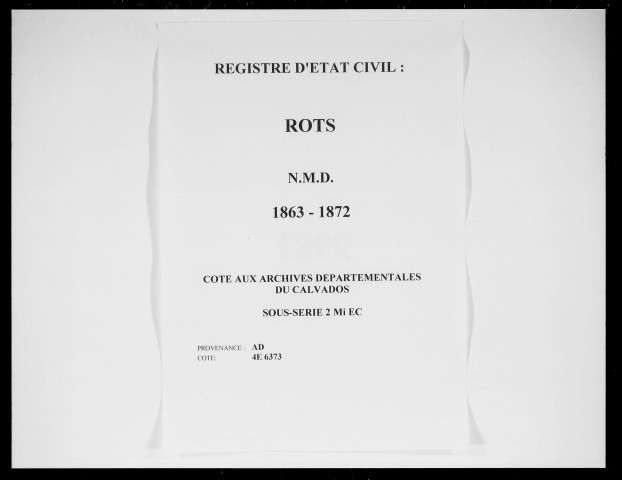 REGISTRE D'ETAT CIVIL :
ROTS
N.M.D.
1863 - 1872
COTE AUX ARCHIVES DEPARTEMENTALES
DU CALVADOS
SOUS-SERIE 2 Mi EC
PROVENANCE : AD
COTE: 4E 6373